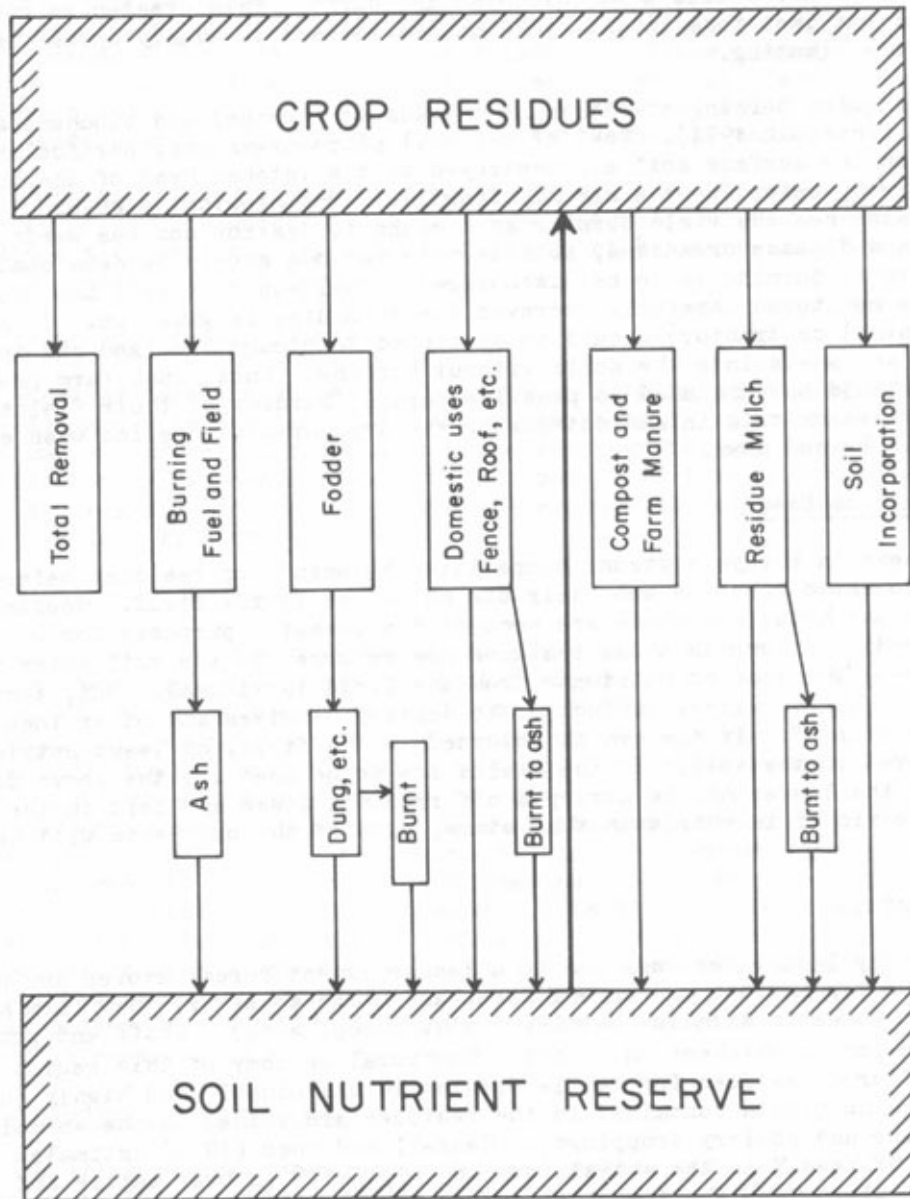 CROP RESIDUES
Total Removal
Burning
Fuel and Field
Fodder
Domestic uses
Fence, Roof, etc.
Compost and
Farm Manure
Residue Mulch
Soil
Incorporation
Ash
Dung, etc.
Burnt
Burnt to ash
Burnt to ash
SOIL NUTRIENT RESERVE